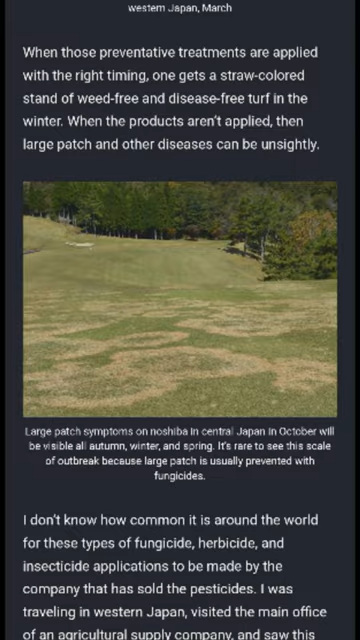 western Japan, March
When those preventative treatments are applied
with the right timing, one gets a straw-colored
stand of weed-free and disease-free turf in the
winter. When the products aren't applied, then
large patch and other diseases can be unsightly.
Large patch symptoms on noshiba in central Japan in October will
be visible all autumn, winter, and spring. It's rare to see this scale
of outbreak because large patch is usually prevented with
fungicides.
I don't know how common it is around the world
for these types of fungicide, herbicide, and
insecticide applications to be made by the
company that has sold the pesticides. I was
traveling in western Japan, visited the main office
of an agricultural supply company, and saw this